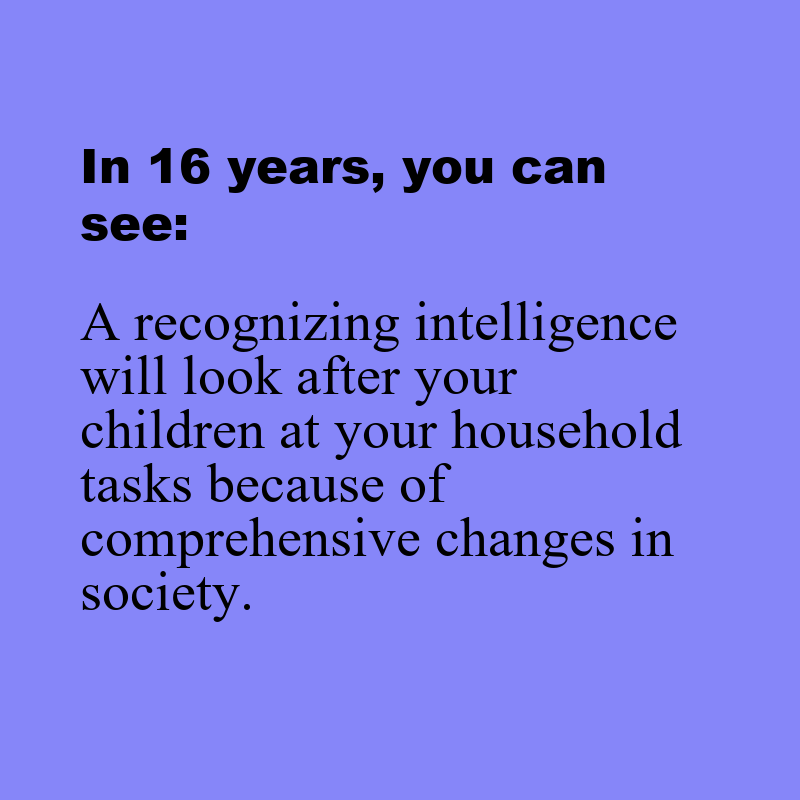 In 16 years, you can
see:
A recognizing intelligence
will look after your
children at your household
tasks because of
comprehensive changes in
society.